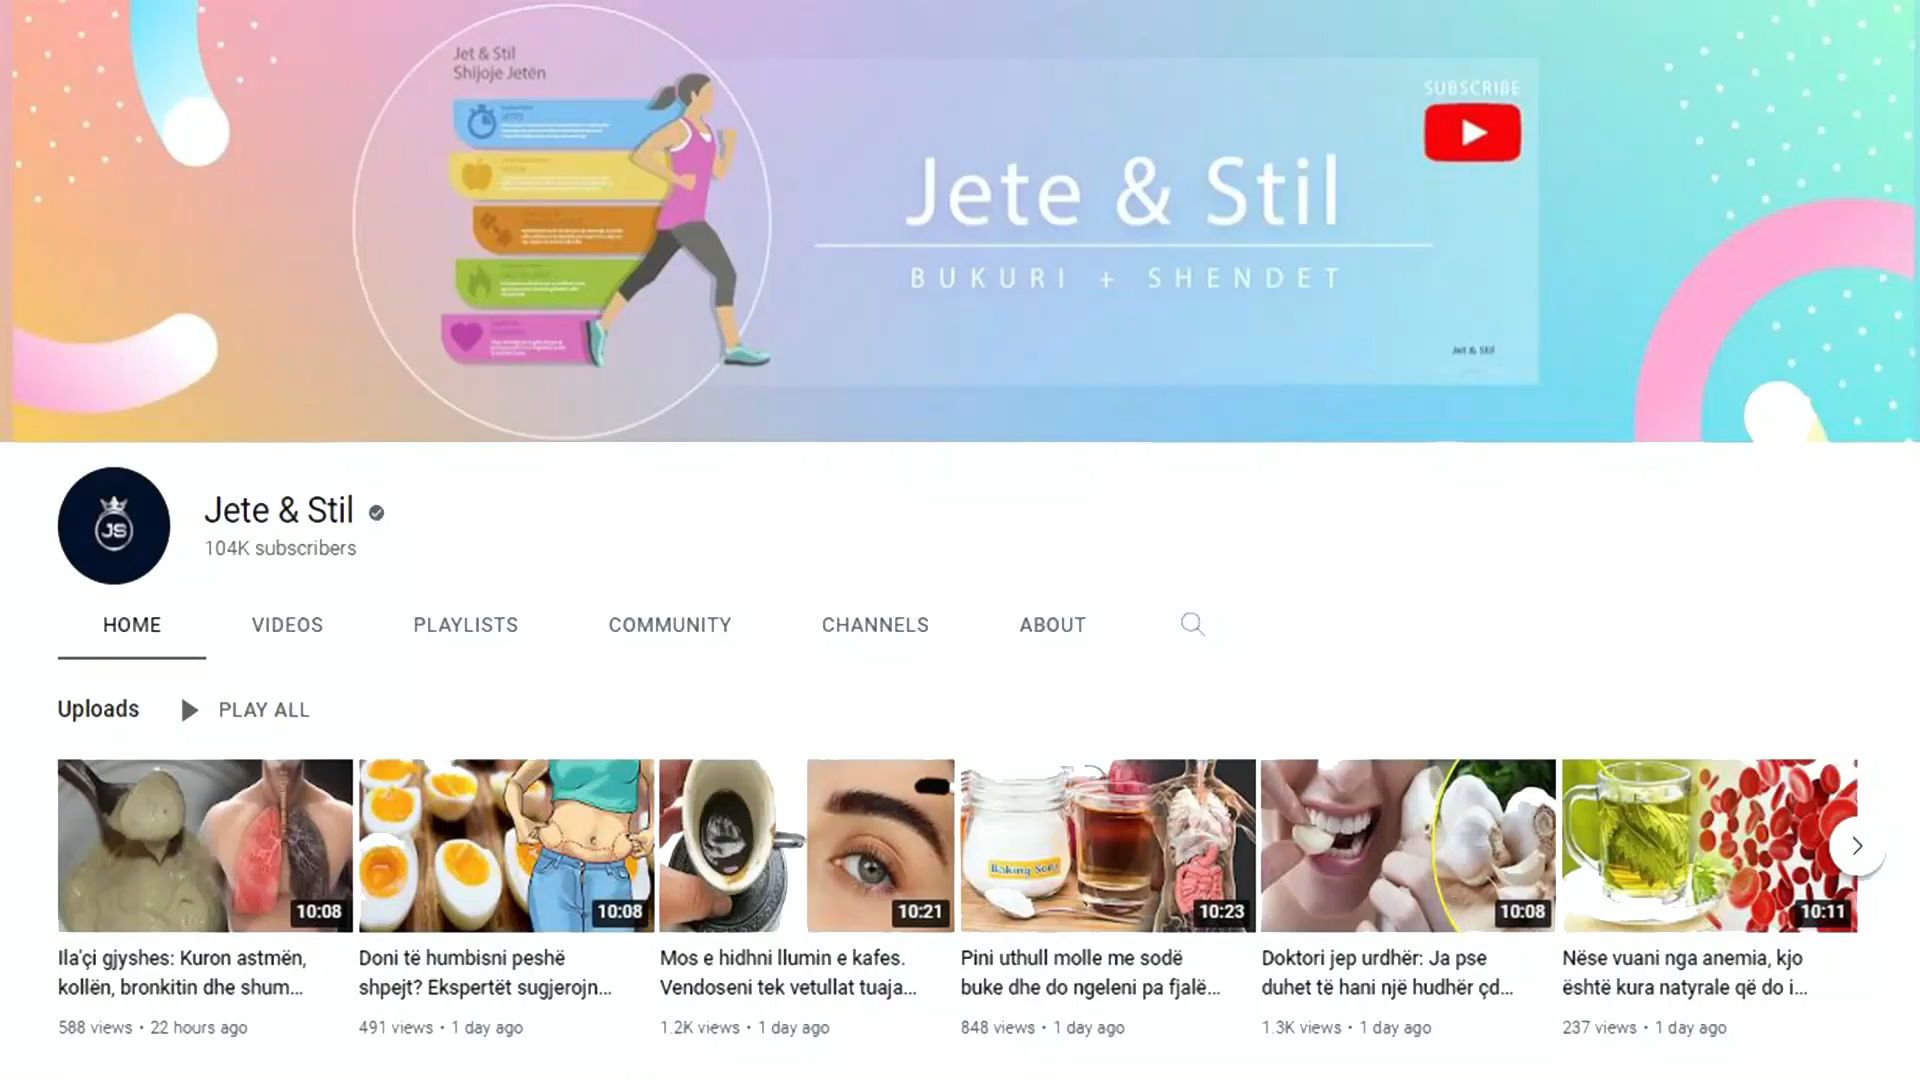 Jet & Stil
Shijoje Jetën
SUBSCRIBE
Jete & Stil
BUKURI + SHENDET
Jet & Stil
JS
Jete & Stil
104K subscribers
HOME VIDEOS PLAYLISTS COMMUNITY CHANNELS ABOUT
Uploads PLAY ALL
Baking Soda
10:08 10:08 10:21 10:23 10:08 10:11
Ila'çi gjyshes: Kuron astmën,
kollën, bronkitin dhe shum...
588 views • 22 hours ago
Doni të humbisni peshë
shpejt? Ekspertët sugjerojn...
491 views • 1 day ago
Mos e hidhni llumin e kafes.
Vendoseni tek vetullat tuaja...
1.2K views • 1 day ago
Pini uthull molle me sodë
buke dhe do ngeleni pa fjalë...
848 views • 1 day ago
Doktori jep urdhër: Ja pse
duhet të hani një hudhër çd...
1.3K views • 1 day ago
Nëse vuani nga anemia, kjo
është kura natyrale që do i...
237 views • 1 day ago